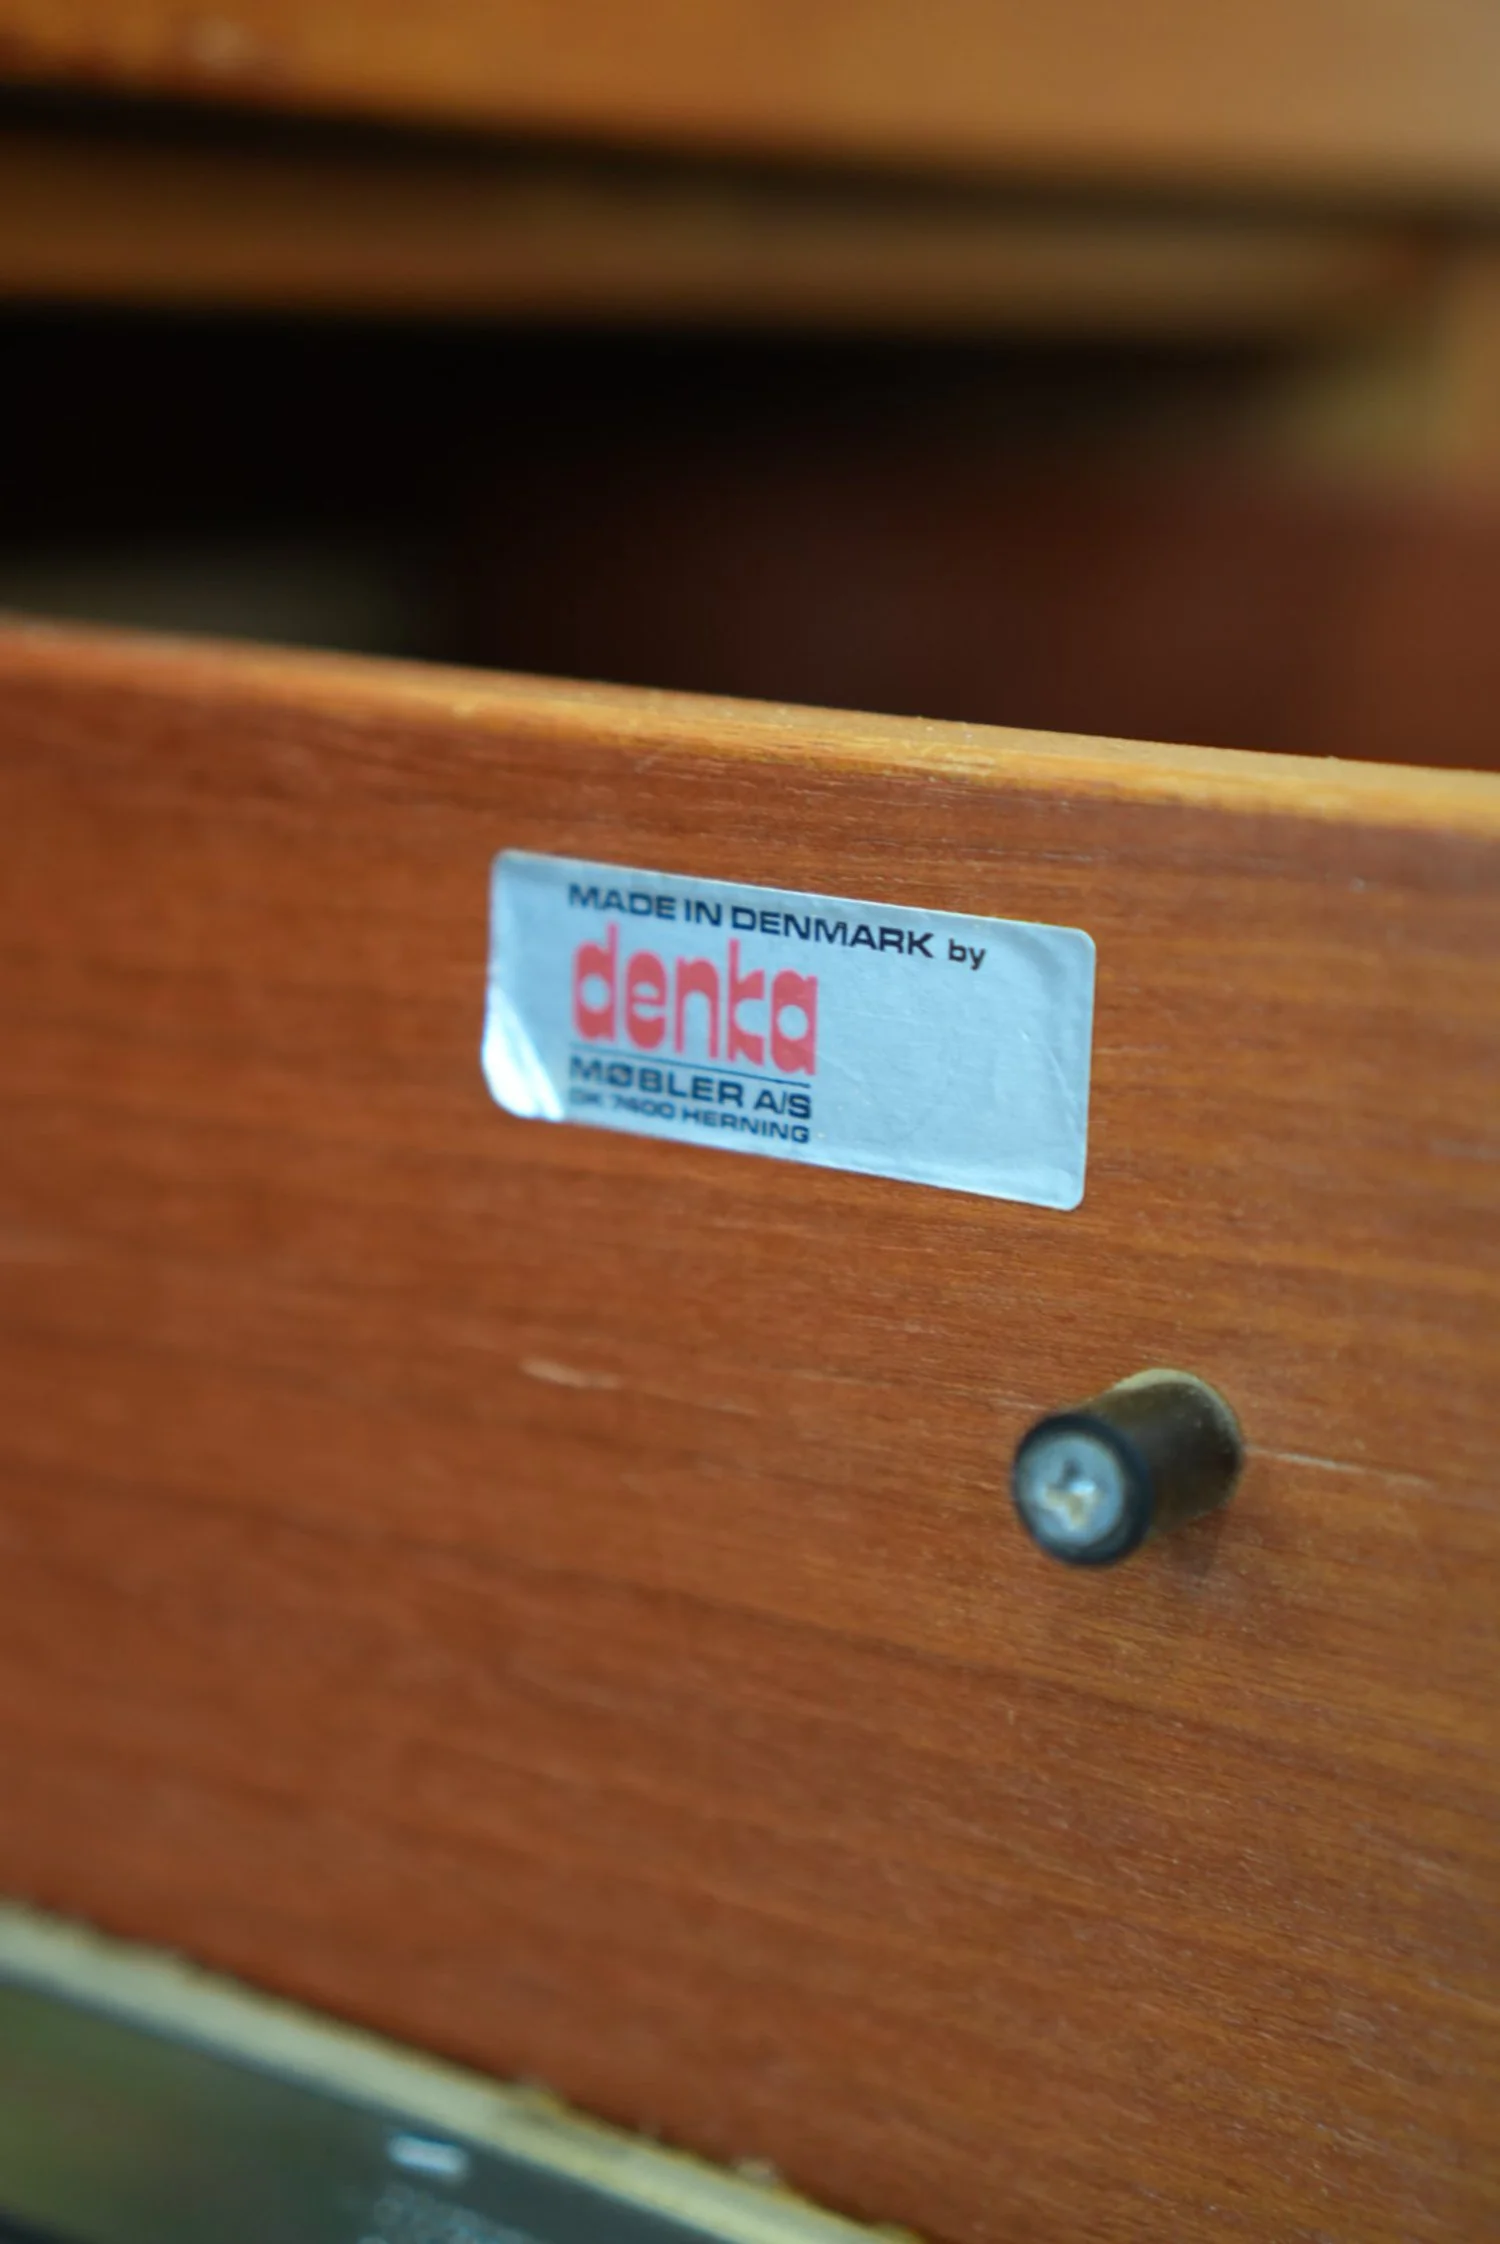 MADE IN DENMARK by
denka
MØBLER A/S
DK 7400 HERNING